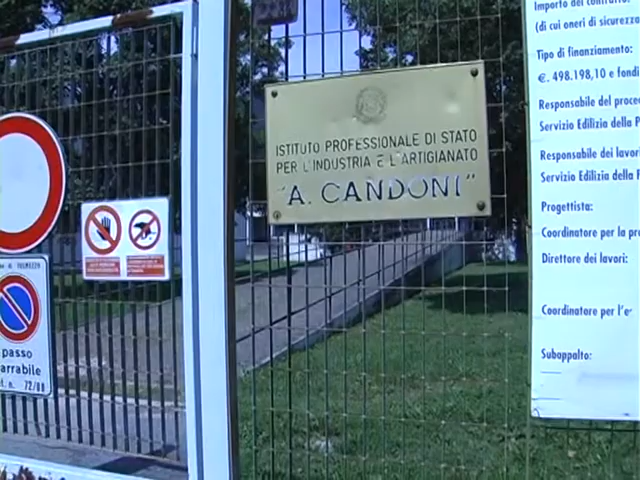 ISTITUTO PROFESSIONALE DI STATO
PER L'INDUSTRIA E L'ARTIGIANATO
"A. CANDONI"
passo
n. 72/88
Importo del contratto:
(di cui oneri di sicurezza
Tipo di finanziamento:
€. 498.198,10 e fondi
Responsabile del proced
Servizio Edilizia della P
Responsabile dei lavori
Servizio Edilizia della
Progettista:
Coordinatore per la pr
Direttore dei lavori:
Coordinatore per l'e
Subappalto: